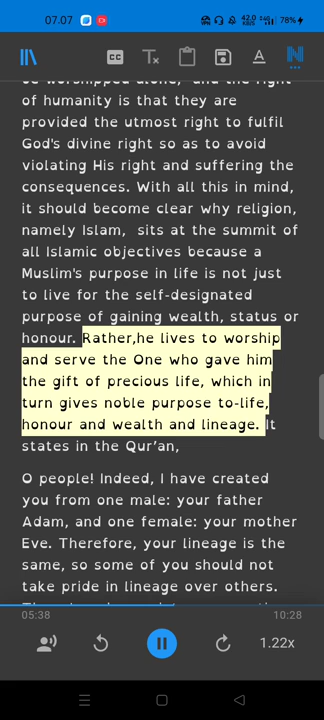 07.07
42.0 KB/S
78%
CC
be worshipped alone, and the right
of humanity is that they are
provided the utmost right to fulfil
God's divine right so as to avoid
violating His right and suffering the
consequences. With all this in mind,
it should become clear why religion,
namely Islam, sits at the summit of
all Islamic objectives because a
Muslim's purpose in life is not just
to live for the self-designated
purpose of gaining wealth, status or
honour. Rather,he lives to worship
and serve the One who gave him
the gift of precious life, which in
turn gives noble purpose to-life,
honour and wealth and lineage. It
states in the Qur’an,
O people! Indeed, I have created
you from one male: your father
Adam, and one female: your mother
Eve. Therefore, your lineage is the
same, so some of you should not
take pride in lineage over others.
05:38
10:28
1.22x